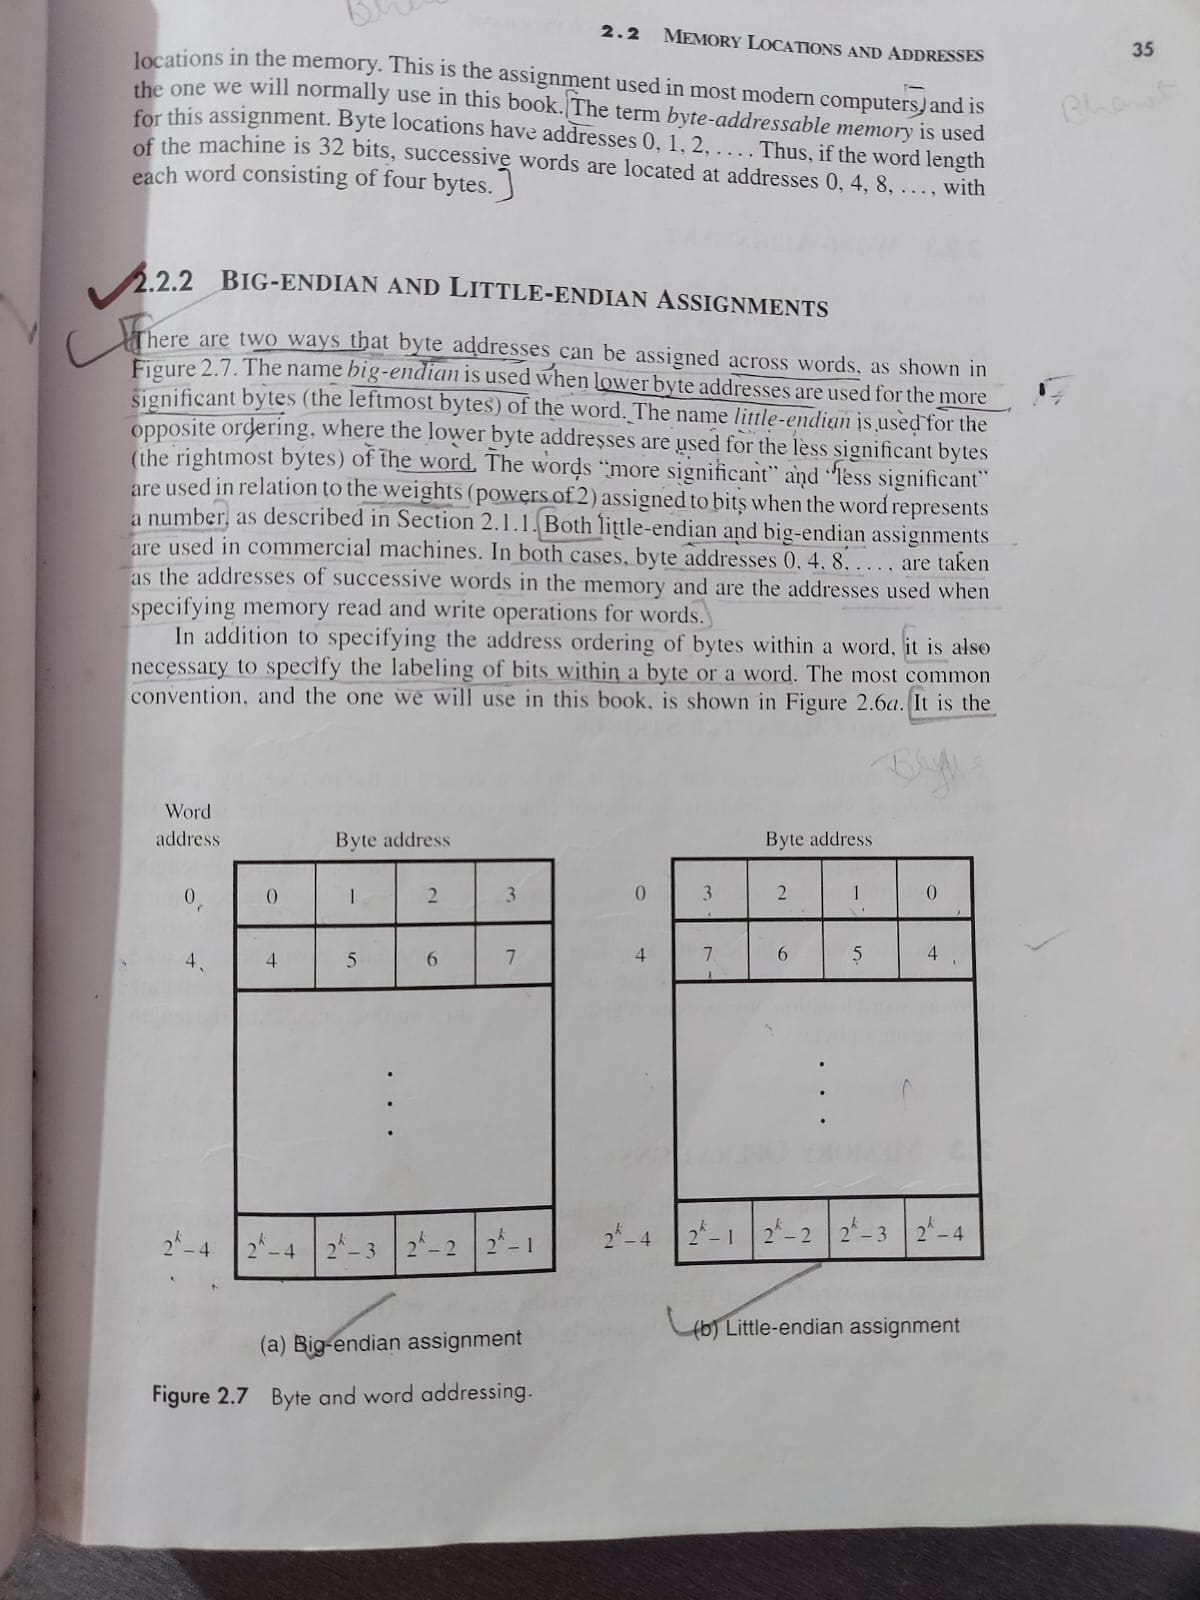 2.2 MEMORY LOCATIONS AND ADDRESSES 35
locations in the memory. This is the assignment used in most modern computers, and is
the one we will normally use in this book. The term byte-addressable memory is used
for this assignment. Byte locations have addresses 0, 1, 2, .... Thus, if the word length
of the machine is 32 bits, successive words are located at addresses 0, 4, 8, ..., with
each word consisting of four bytes.
2.2.2 BIG-ENDIAN AND LITTLE-ENDIAN ASSIGNMENTS
There are two ways that byte addresses can be assigned across words, as shown in
Figure 2.7. The name big-endian is used when lower byte addresses are used for the more
significant bytes (the leftmost bytes) of the word. The name little-endian is used for the
opposite ordering, where the lower byte addresses are used for the less significant bytes
(the rightmost bytes) of the word. The words “more significant” and “less significant”
are used in relation to the weights (powers of 2) assigned to bits when the word represents
a number, as described in Section 2.1.1. Both little-endian and big-endian assignments
are used in commercial machines. In both cases, byte addresses 0, 4, 8, ..., are taken
as the addresses of successive words in the memory and are the addresses used when
specifying memory read and write operations for words.
In addition to specifying the address ordering of bytes within a word, it is also
necessary to specify the labeling of bits within a byte or a word. The most common
convention, and the one we will use in this book, is shown in Figure 2.6a. It is the
Word
address
Byte address
0 0 1 2 3
4 4 5 6 7
2^k – 4 2^k – 4 2^k – 3 2^k – 2 2^k – 1
(a) Big-endian assignment
Byte address
0 3 2 1 0
4 7 6 5 4
2^k – 4 2^k – 1 2^k – 2 2^k – 3 2^k – 4
(b) Little-endian assignment
Figure 2.7 Byte and word addressing.